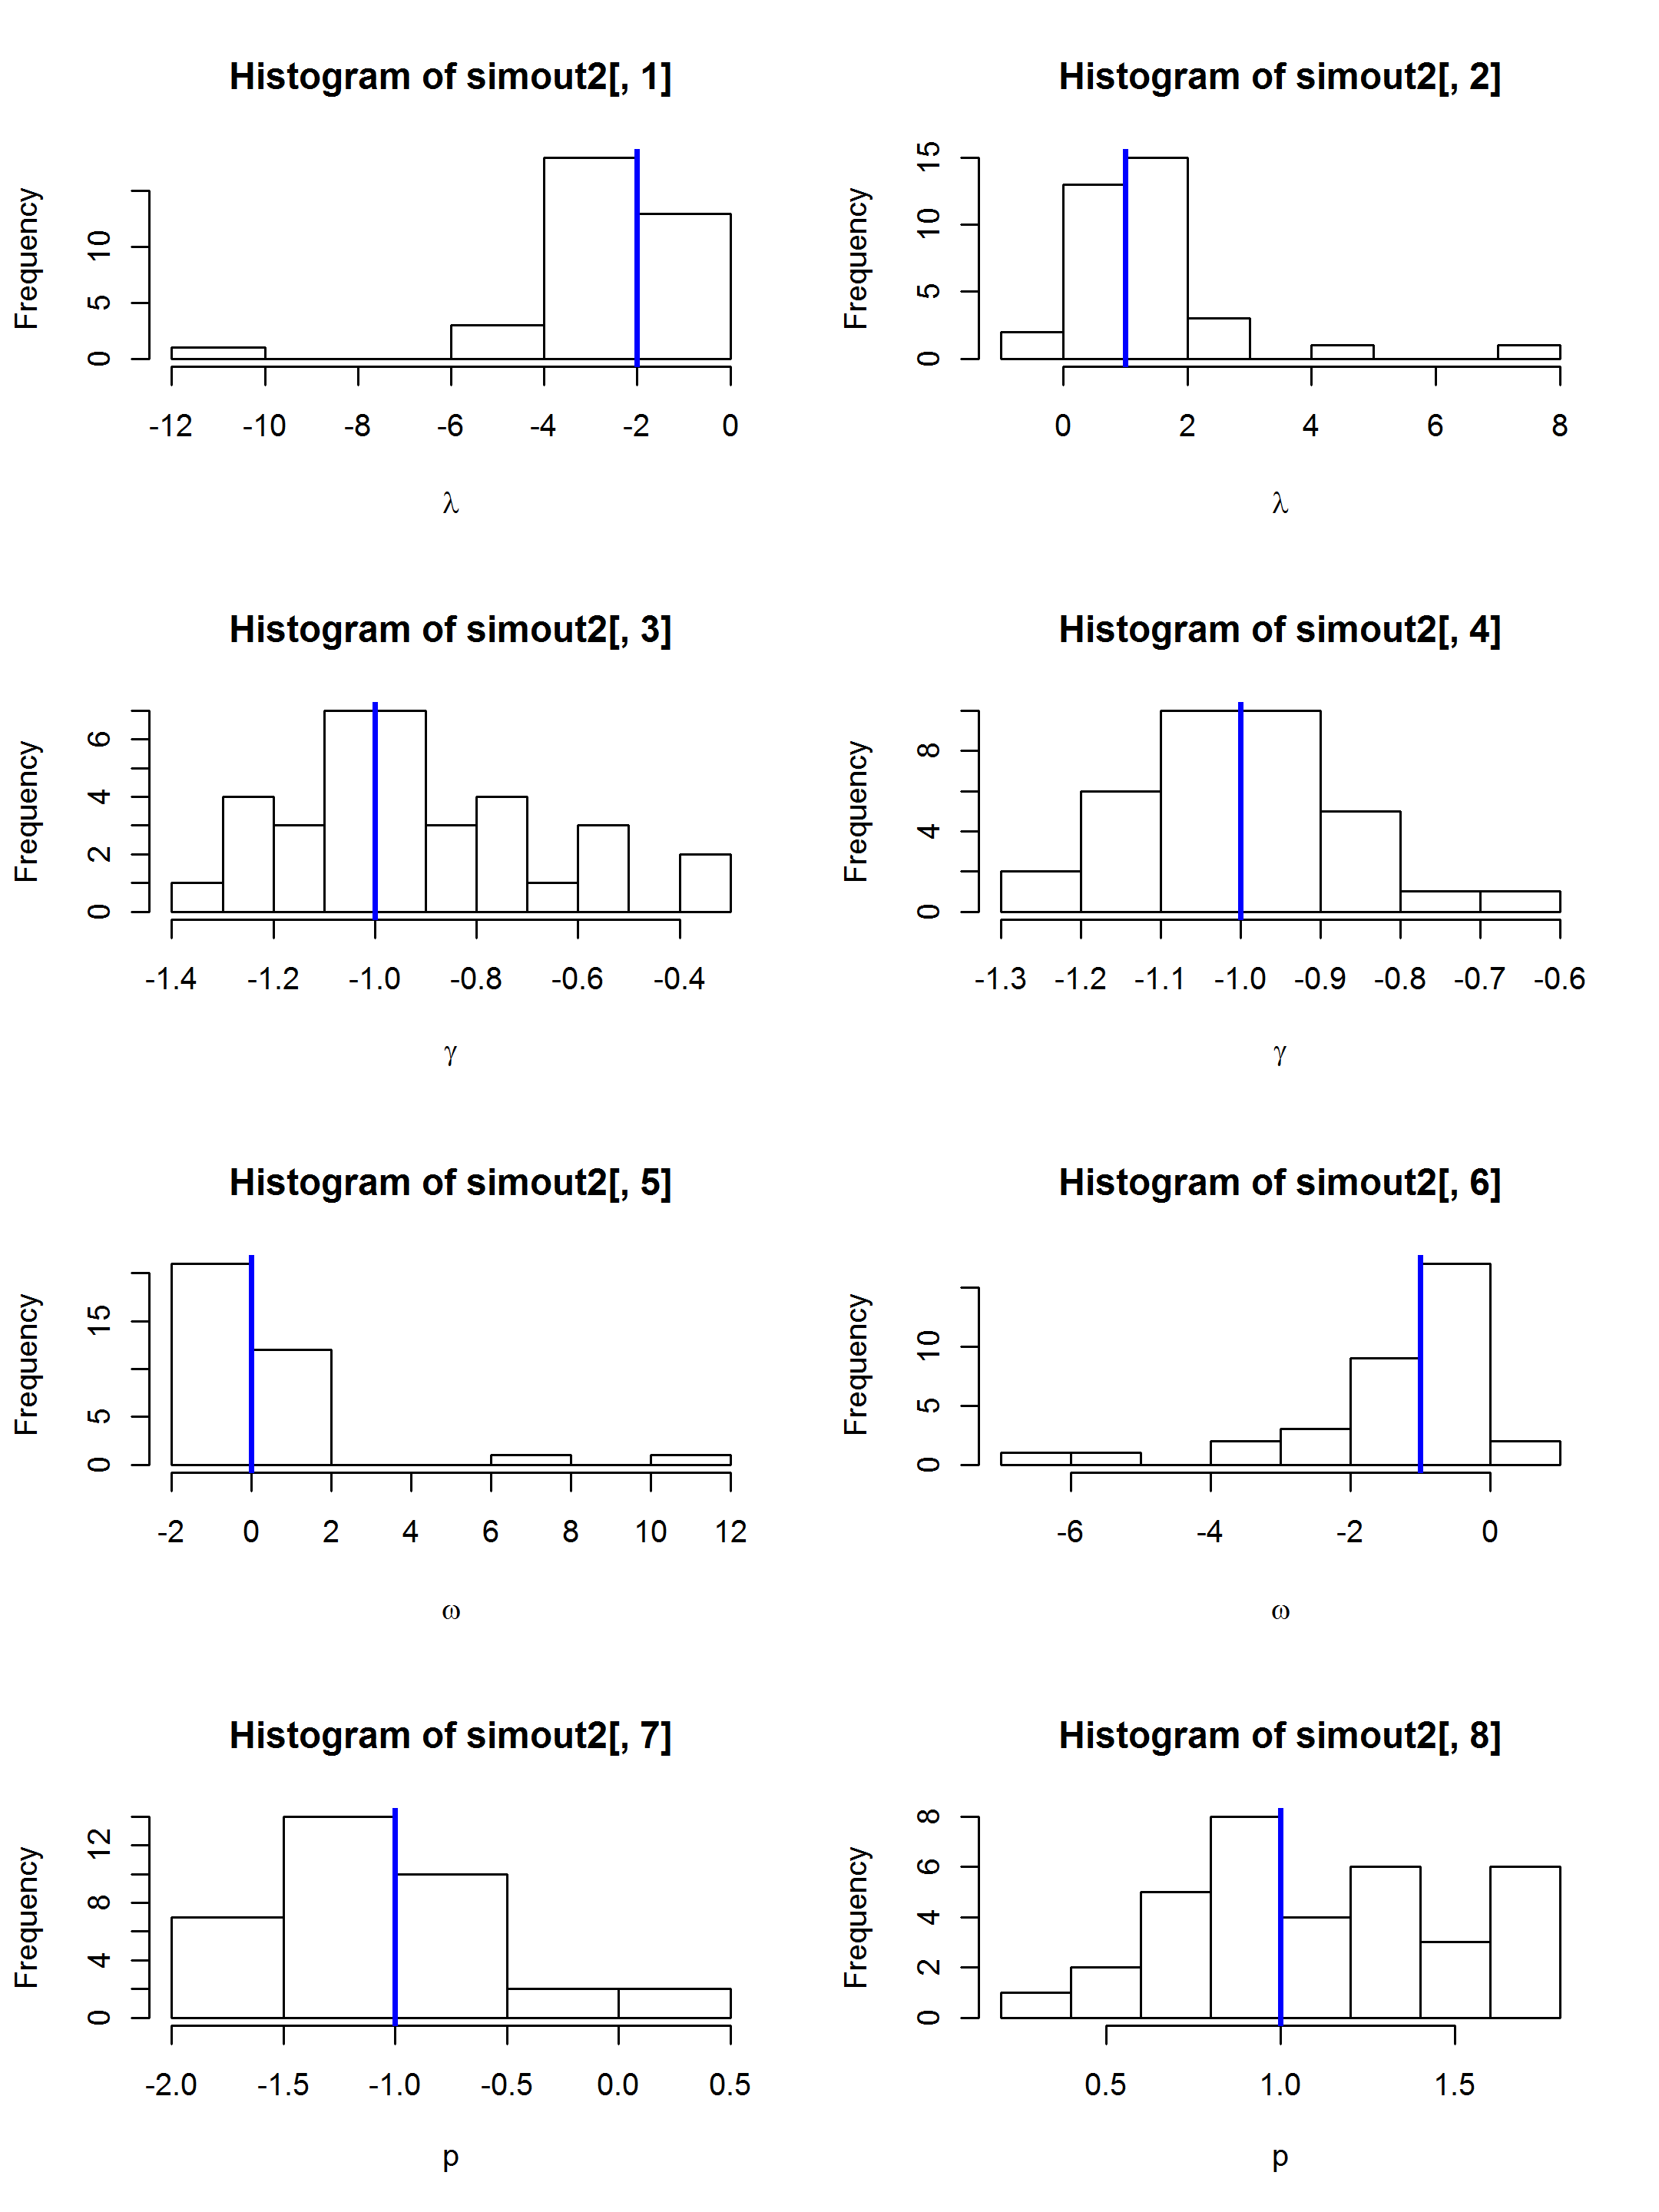 Histogram of simout2[, 1]
Frequency
0 5 10
-12 -10 -8 -6 -4 -2 0
λ
Histogram of simout2[, 2]
Frequency
0 5 10 15
0 2 4 6 8
λ
Histogram of simout2[, 3]
Frequency
0 2 4 6
-1.4 -1.2 -1.0 -0.8 -0.6 -0.4
γ
Histogram of simout2[, 4]
Frequency
0 4 8
-1.3 -1.2 -1.1 -1.0 -0.9 -0.8 -0.7 -0.6
γ
Histogram of simout2[, 5]
Frequency
0 5 15
-2 0 2 4 6 8 10 12
ω
Histogram of simout2[, 6]
Frequency
0 5 10
-6 -4 -2 0
ω
Histogram of simout2[, 7]
Frequency
0 4 8 12
-2.0 -1.5 -1.0 -0.5 0.0 0.5
p
Histogram of simout2[, 8]
Frequency
0 2 4 6 8
0.5 1.0 1.5
p